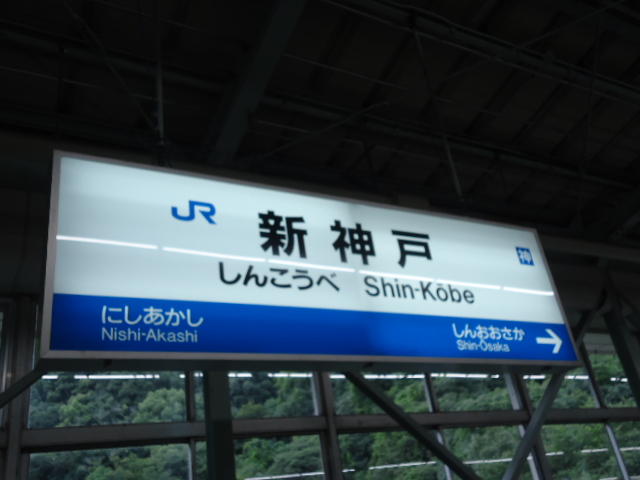 JR
新神戸
神
しんこうべ Shin-Kōbe
にしあかし
Nishi-Akashi
しんおおさか
Shin-Ōsaka
→